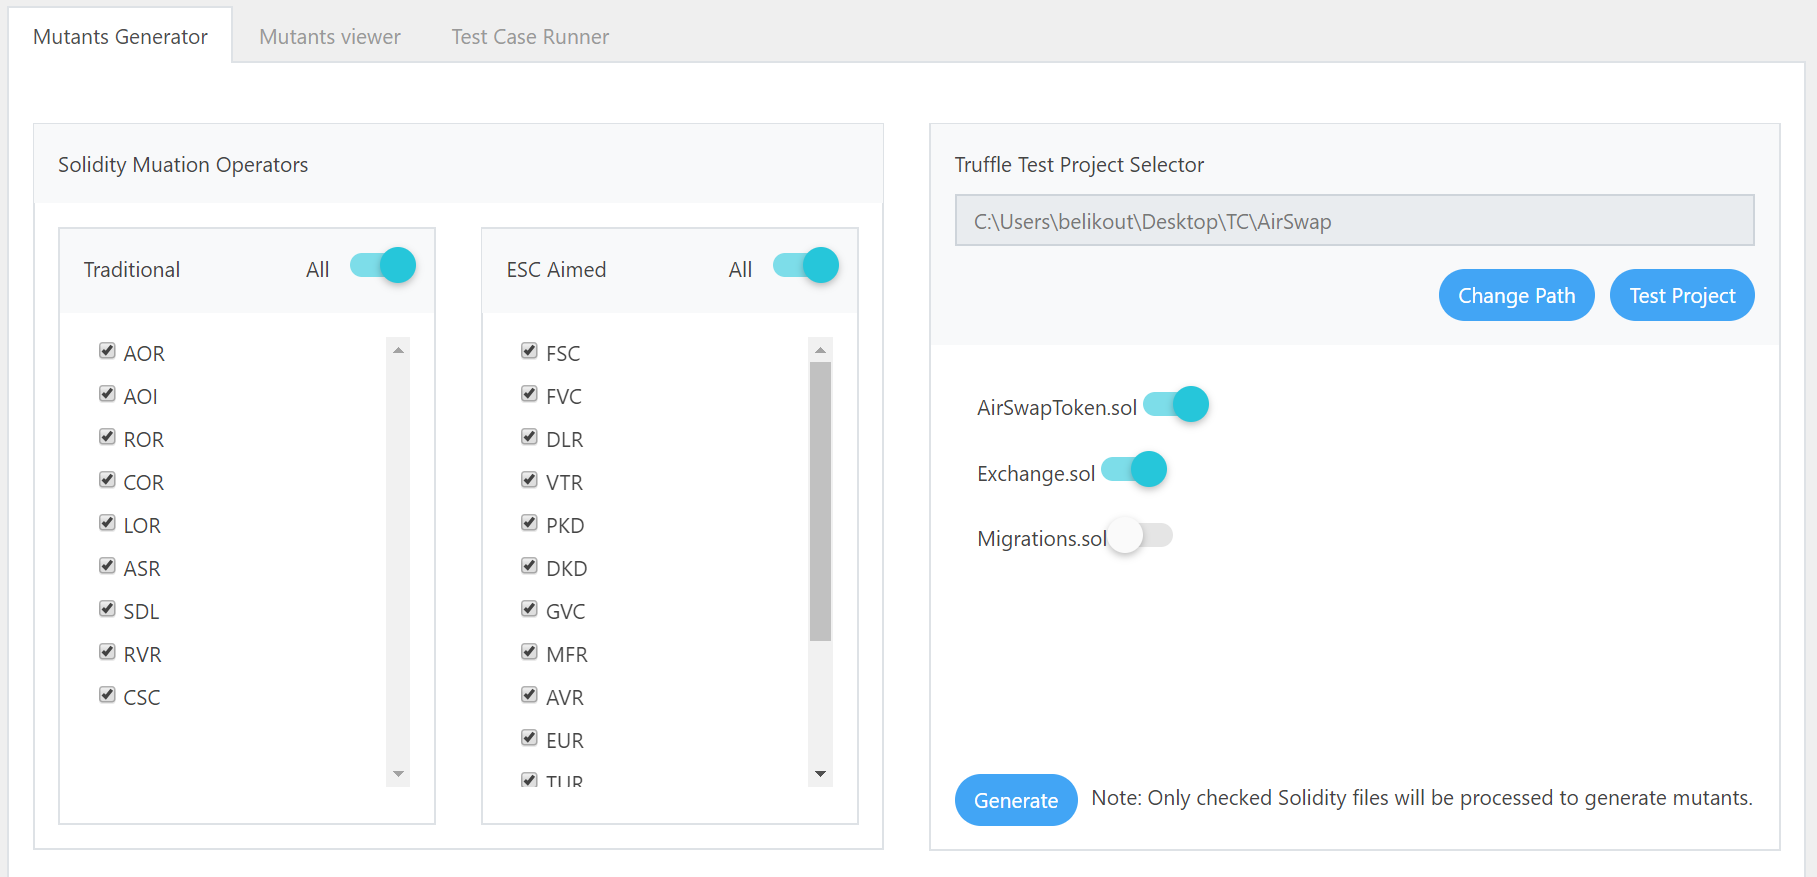 Mutants Generator Mutants viewer Test Case Runner
Solidity Muation Operators
Traditional All
AOR
AOI
ROR
COR
LOR
ASR
SDL
RVR
CSC
ESC Aimed All
FSC
FVC
DLR
VTR
PKD
DKD
GVC
MFR
AVR
EUR
TUR
Truffle Test Project Selector
C:\Users\belikout\Desktop\TC\AirSwap
Change Path Test Project
AirSwapToken.sol
Exchange.sol
Migrations.sol
Generate Note: Only checked Solidity files will be processed to generate mutants.